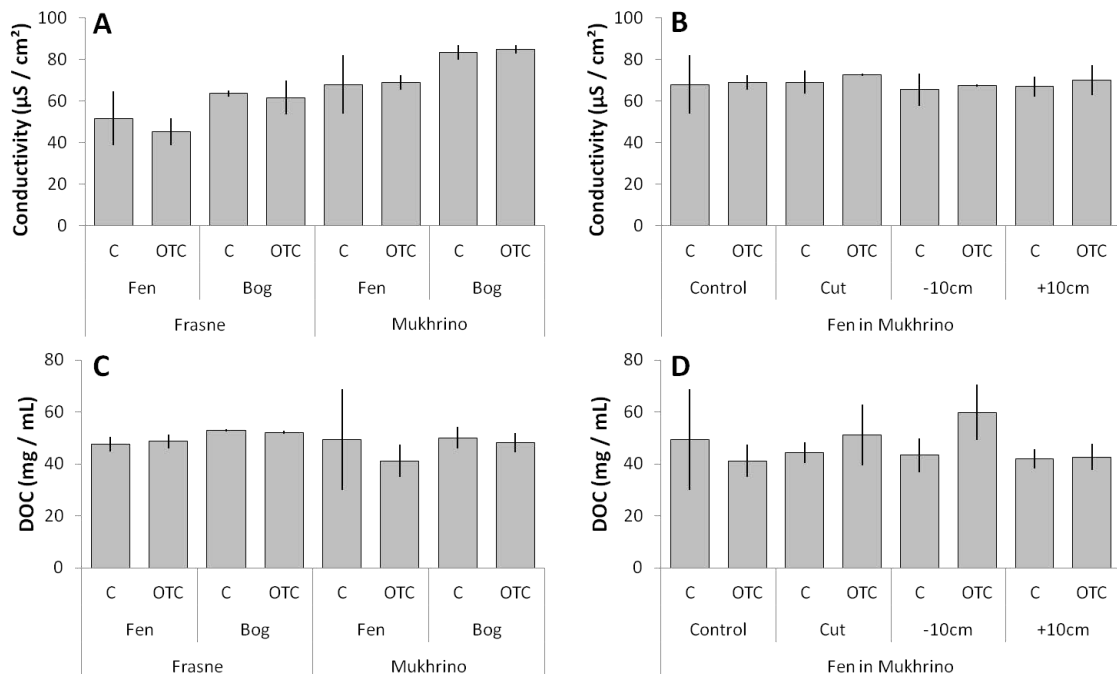 A
Conductivity (µS / cm²)
100
80
60
40
20
0
C OTC C OTC C OTC C OTC
Fen Bog Fen Bog
Frasne Mukhrino
B
Conductivity (µS / cm²)
100
80
60
40
20
0
C OTC C OTC C OTC C OTC
Control Cut -10cm +10cm
Fen in Mukhrino
C
DOC (mg / mL)
80
60
40
20
0
C OTC C OTC C OTC C OTC
Fen Bog Fen Bog
Frasne Mukhrino
D
DOC (mg / mL)
80
60
40
20
0
C OTC C OTC C OTC C OTC
Control Cut -10cm +10cm
Fen in Mukhrino